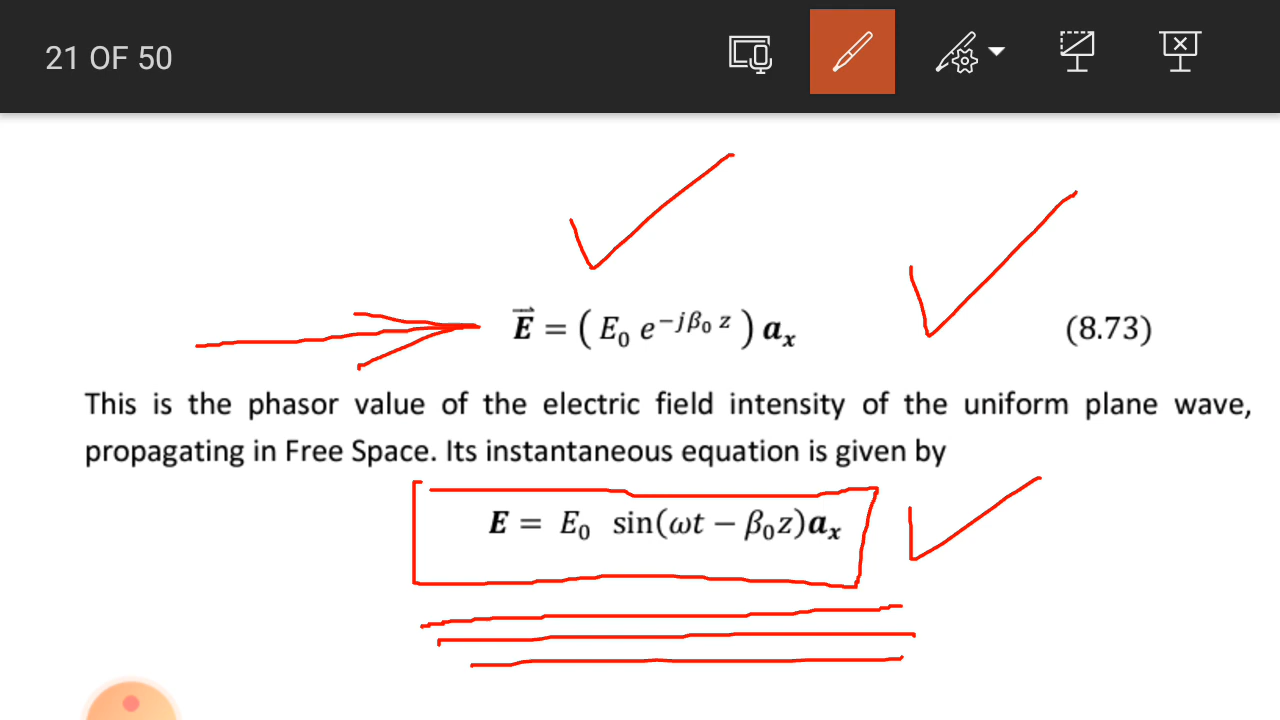 21 OF 50
E⃗ = ( E₀ e^{−jβ₀ z} ) aₓ (8.73)
This is the phasor value of the electric field intensity of the uniform plane wave,
propagating in Free Space. Its instantaneous equation is given by
E = E₀ sin(ωt − β₀z)aₓ